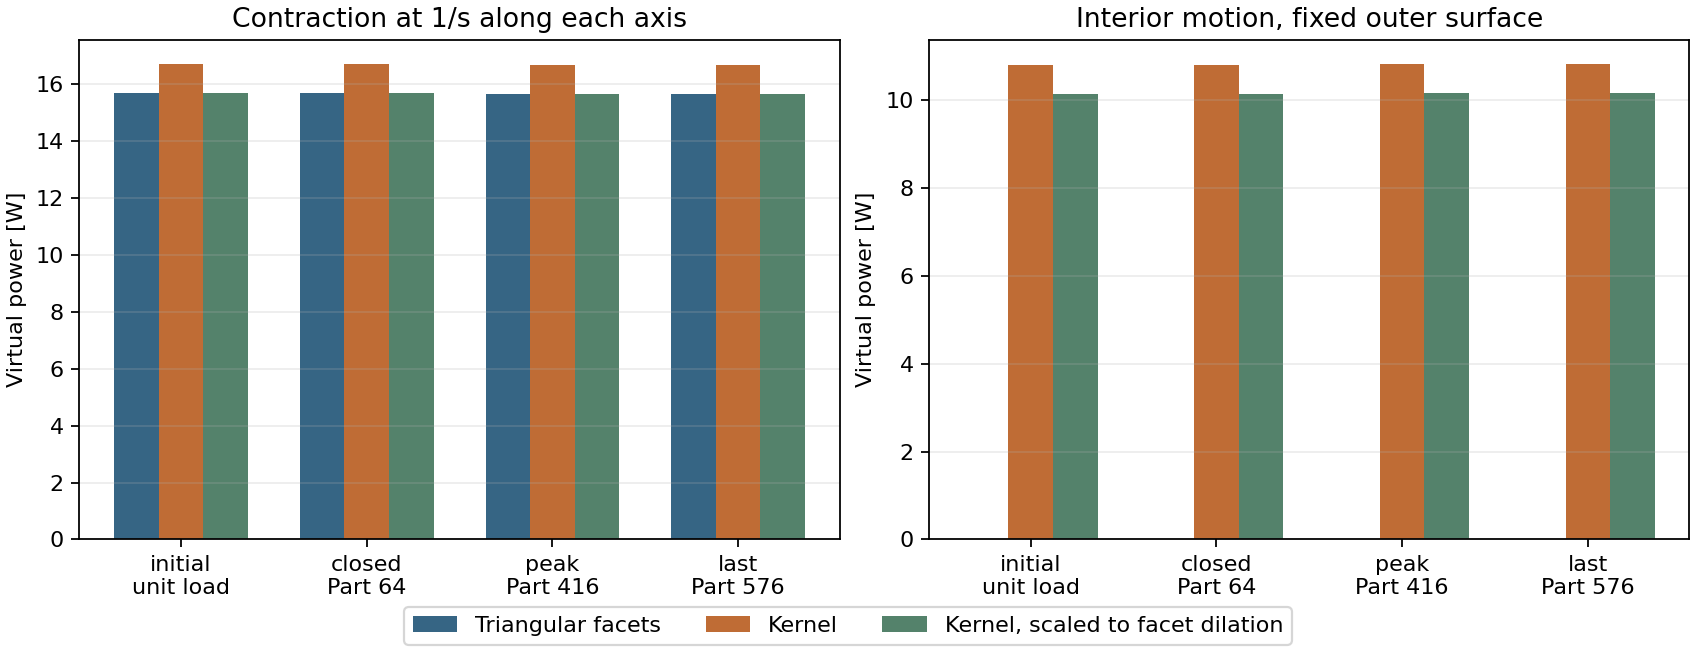 Contraction at 1/s along each axis
Virtual power [W]
16
14
12
10
8
6
4
2
0
initial
unit load
closed
Part 64
peak
Part 416
last
Part 576
Interior motion, fixed outer surface
Virtual power [W]
10
8
6
4
2
0
initial
unit load
closed
Part 64
peak
Part 416
last
Part 576
Triangular facets
Kernel
Kernel, scaled to facet dilation